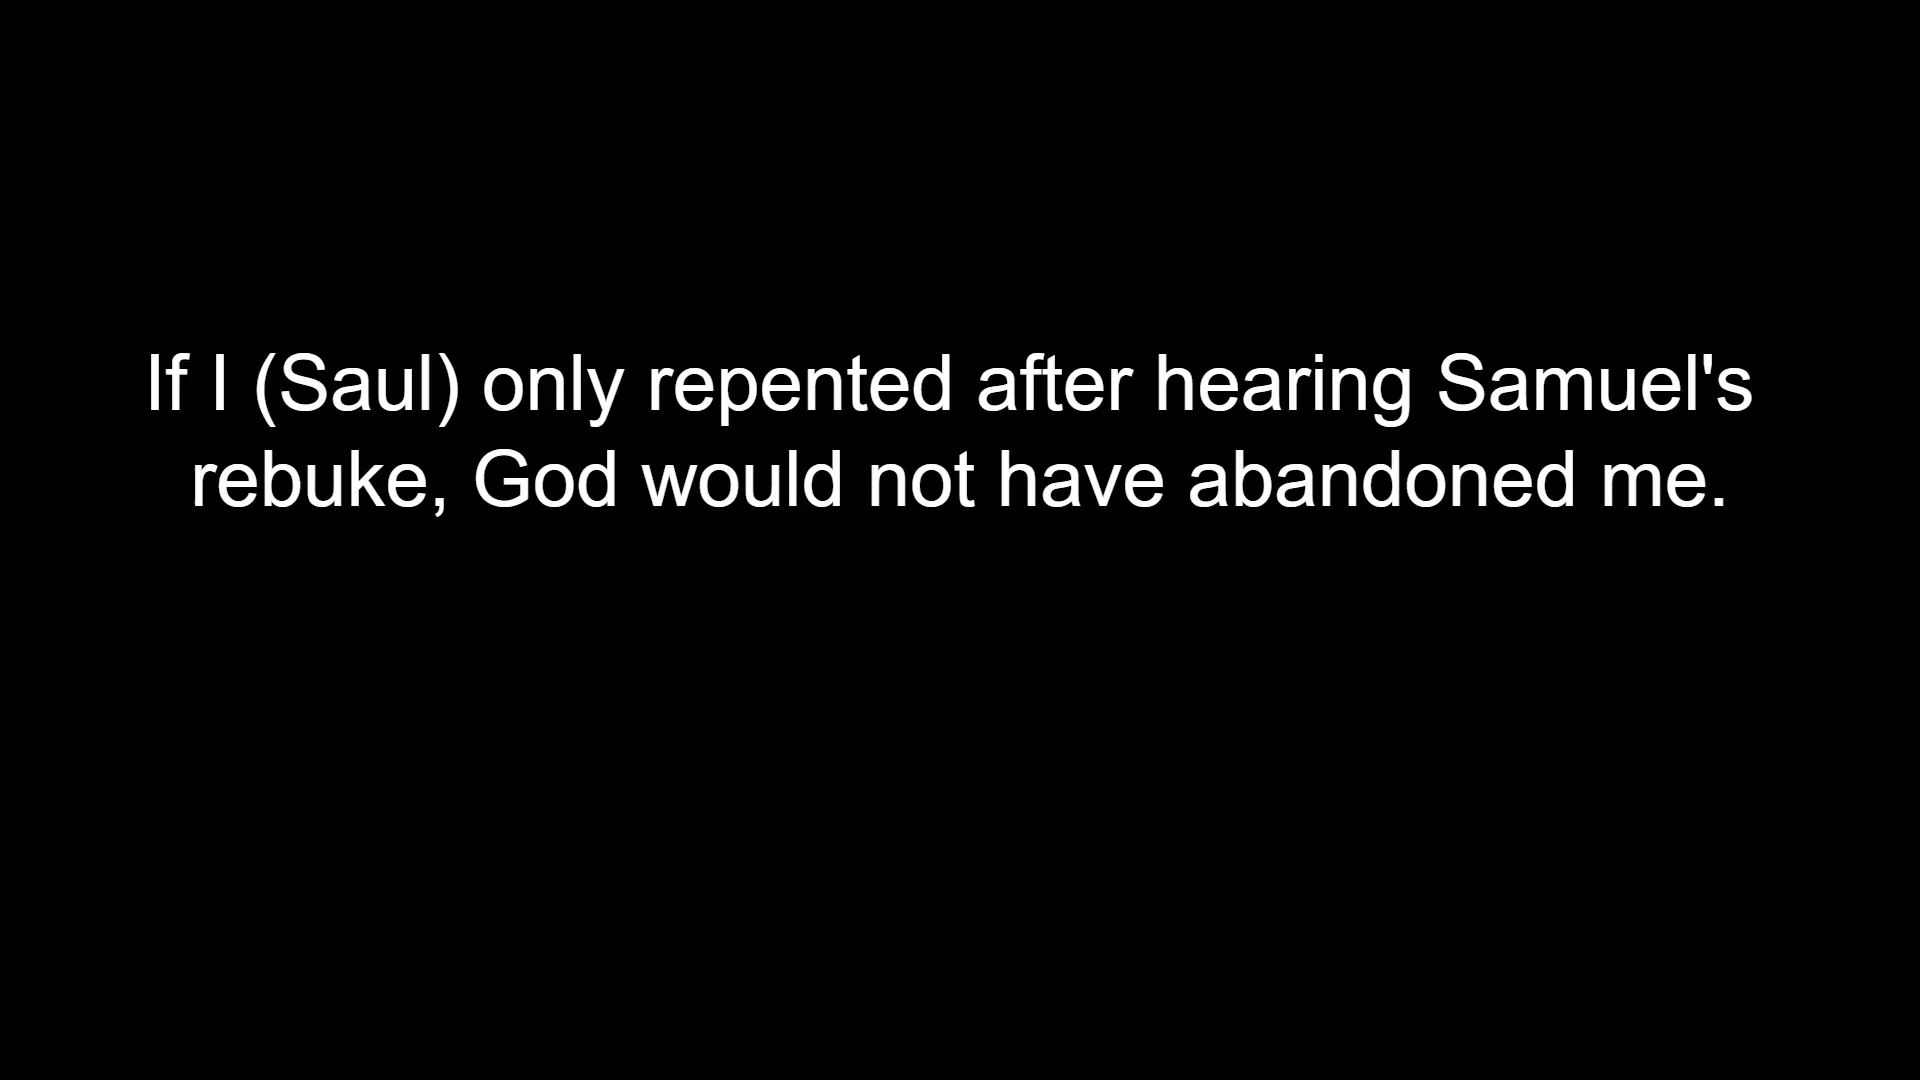 If I (Saul) only repented after hearing Samuel's
rebuke, God would not have abandoned me.